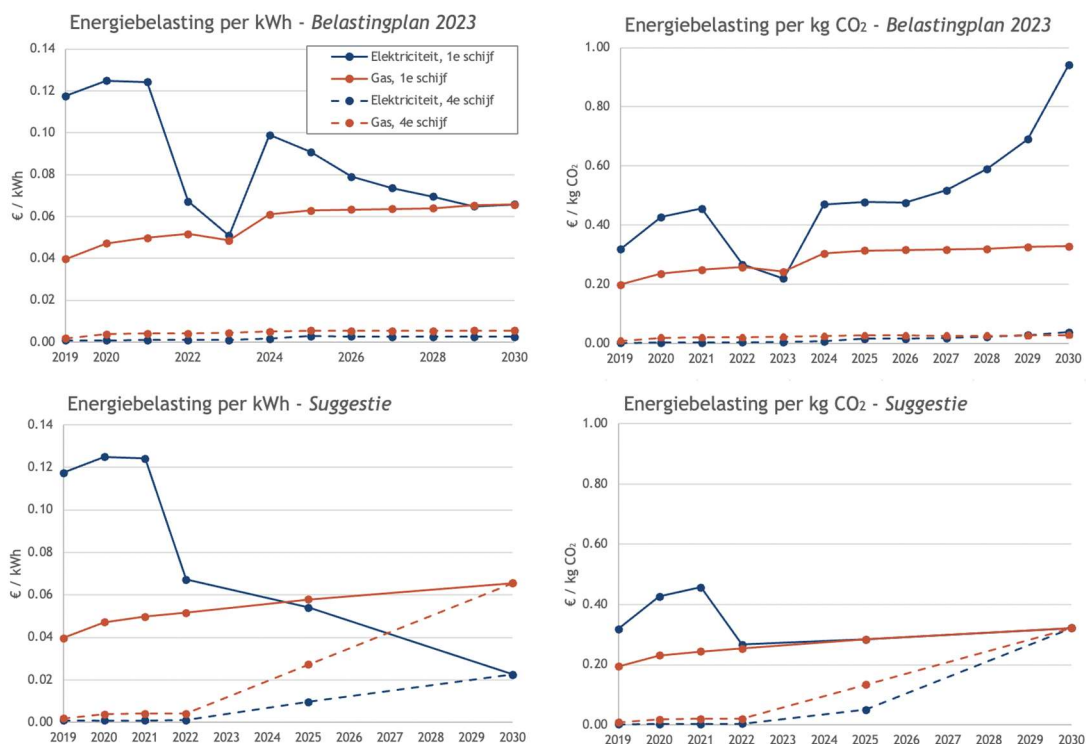 Energiebelasting per kWh - Belastingplan 2023
€ / kWh
0.14
0.12
0.10
0.08
0.06
0.04
0.02
0.00
2019 2020 2022 2024 2026 2028 2030
Elektriciteit, 1e schijf
Gas, 1e schijf
Elektriciteit, 4e schijf
Gas, 4e schijf
Energiebelasting per kg CO₂ - Belastingplan 2023
€ / kg CO₂
1.00
0.80
0.60
0.40
0.20
0.00
2019 2020 2021 2022 2023 2024 2025 2026 2027 2028 2029 2030
Energiebelasting per kWh - Suggestie
€ / kWh
0.14
0.12
0.10
0.08
0.06
0.04
0.02
0.00
2019 2020 2021 2022 2023 2024 2025 2026 2027 2028 2029 2030
Energiebelasting per kg CO₂ - Suggestie
€ / kg CO₂
1.00
0.80
0.60
0.40
0.20
0.00
2019 2020 2021 2022 2023 2024 2025 2026 2027 2028 2029 2030